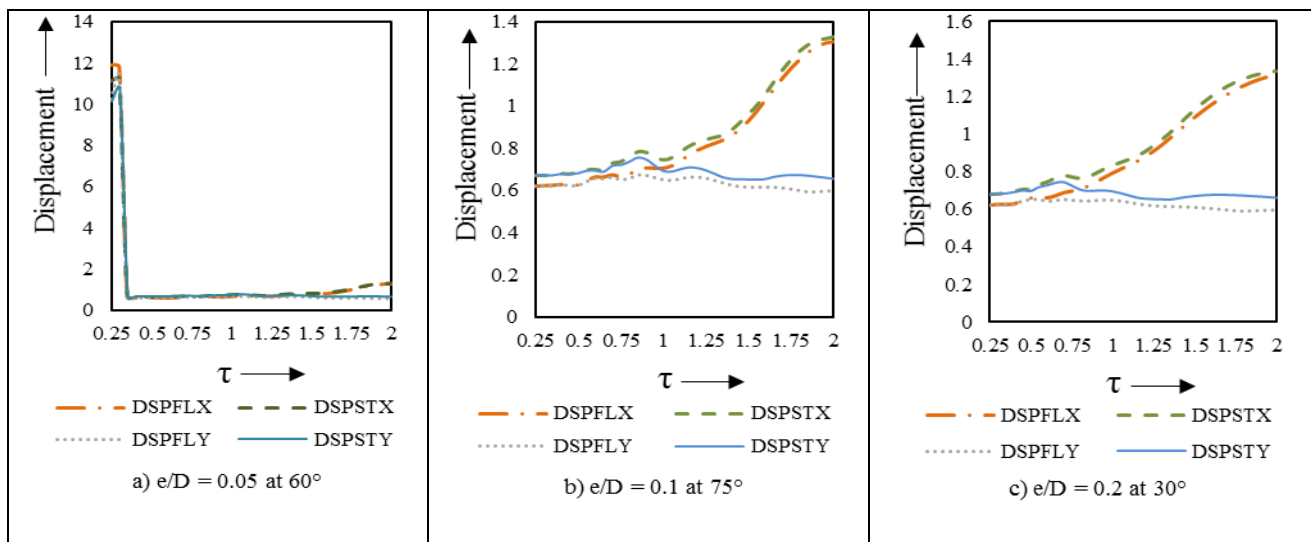 14
12
10
8
6
4
2
0
Displacement
0.25 0.5 0.75 1 1.25 1.5 1.75 2
τ
DSPFLX DSPSTX
DSPFLY DSPSTY
a) e/D = 0.05 at 60°
1.4
1.2
1
0.8
0.6
0.4
0.2
0
Displacement
0.25 0.5 0.75 1 1.25 1.5 1.75 2
τ
DSPFLX DSPSTX
DSPFLY DSPSTY
b) e/D = 0.1 at 75°
1.6
1.4
1.2
1
0.8
0.6
0.4
0.2
0
Displacement
0.25 0.5 0.75 1 1.25 1.5 1.75 2
τ
DSPFLX DSPSTX
DSPFLY DSPSTY
c) e/D = 0.2 at 30°